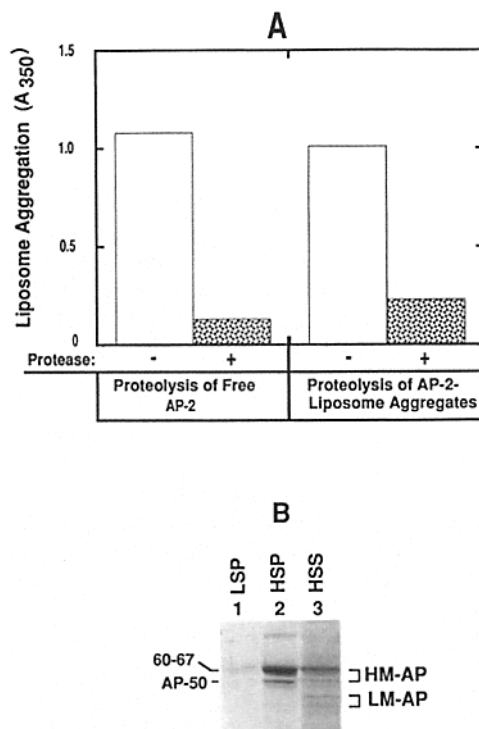 A
Liposome Aggregation (A 350)
1.5
1.0
0.5
0
Protease: - + - +
Proteolysis of Free AP-2
Proteolysis of AP-2-Liposome Aggregates
B
LSP HSP HSS
1 2 3
60-67
AP-50
HM-AP
LM-AP